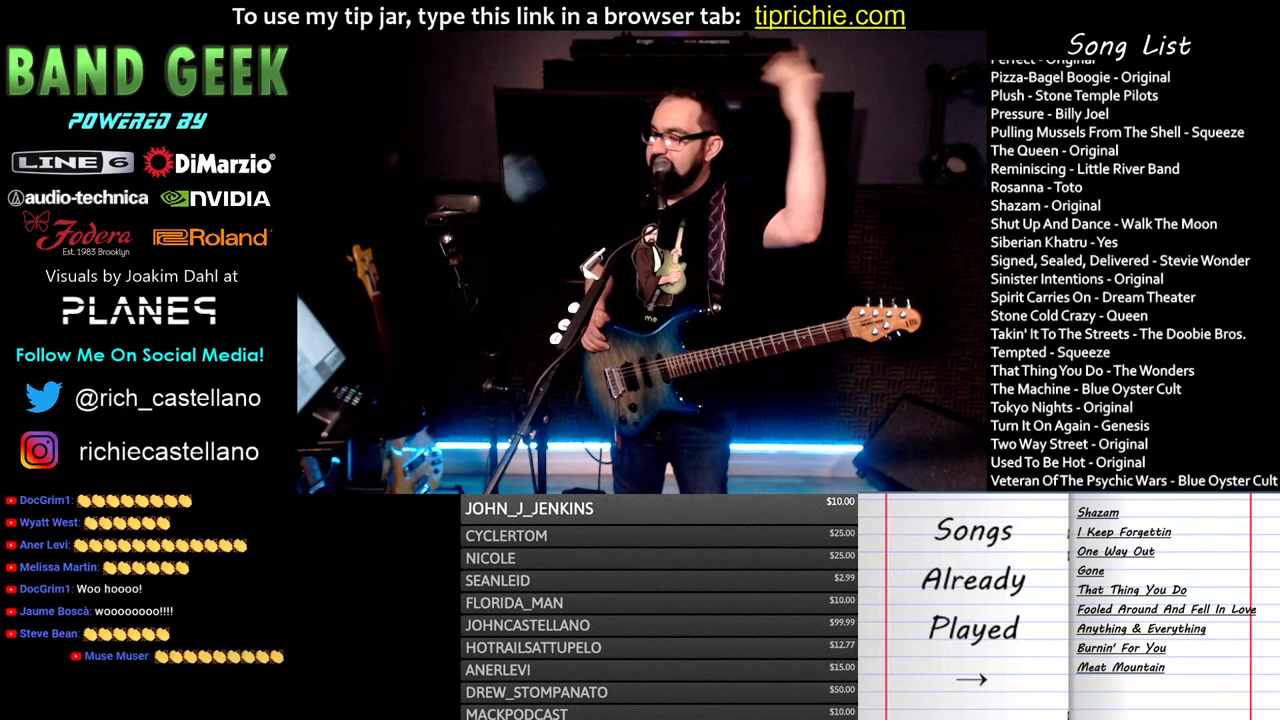 To use my tip jar, type this link in a browser tab: tiprichie.com
BAND GEEK
POWERED BY
LINE 6
DiMarzio
audio-technica
NVIDIA
Fodera
Est. 1983 Brooklyn
Roland
Visuals by Joakim Dahl at
PLANE9
Follow Me On Social Media!
@rich_castellano
richiecastellano
DocGrim1: 👏👏👏👏👏👏👏👏
Wyatt West: 👏👏👏👏👏👏
Aner Levi: 👏👏👏👏👏👏👏👏👏👏👏👏
Melissa Martin: 👏👏👏👏👏👏
DocGrim1: Woo hoooo!
Jaume Boscà: wooooooooo!!!!
Steve Bean: 👏👏👏👏👏👏
Muse Muser: 👏👏👏👏👏👏👏👏👏
Song List
Perfect - Original
Pizza-Bagel Boogie - Original
Plush - Stone Temple Pilots
Pressure - Billy Joel
Pulling Mussels From The Shell - Squeeze
The Queen - Original
Reminiscing - Little River Band
Rosanna - Toto
Shazam - Original
Shut Up And Dance - Walk The Moon
Siberian Khatru - Yes
Signed, Sealed, Delivered - Stevie Wonder
Sinister Intentions - Original
Spirit Carries On - Dream Theater
Stone Cold Crazy - Queen
Takin' It To The Streets - The Doobie Bros.
Tempted - Squeeze
That Thing You Do - The Wonders
The Machine - Blue Oyster Cult
Tokyo Nights - Original
Turn It On Again - Genesis
Two Way Street - Original
Used To Be Hot - Original
Veteran Of The Psychic Wars - Blue Oyster Cult
JOHN_J_JENKINS $10.00
CYCLERTOM $25.00
NICOLE $25.00
SEANLEID $2.99
FLORIDA_MAN $10.00
JOHNCASTELLANO $99.99
HOTRAILSATTUPELO $12.77
ANERLEVI $15.00
DREW_STOMPANATO $50.00
MACKPODCAST $10.00
Songs
Already
Played
→
Shazam
I Keep Forgettin
One Way Out
Gone
That Thing You Do
Fooled Around And Fell In Love
Anything & Everything
Burnin' For You
Meat Mountain